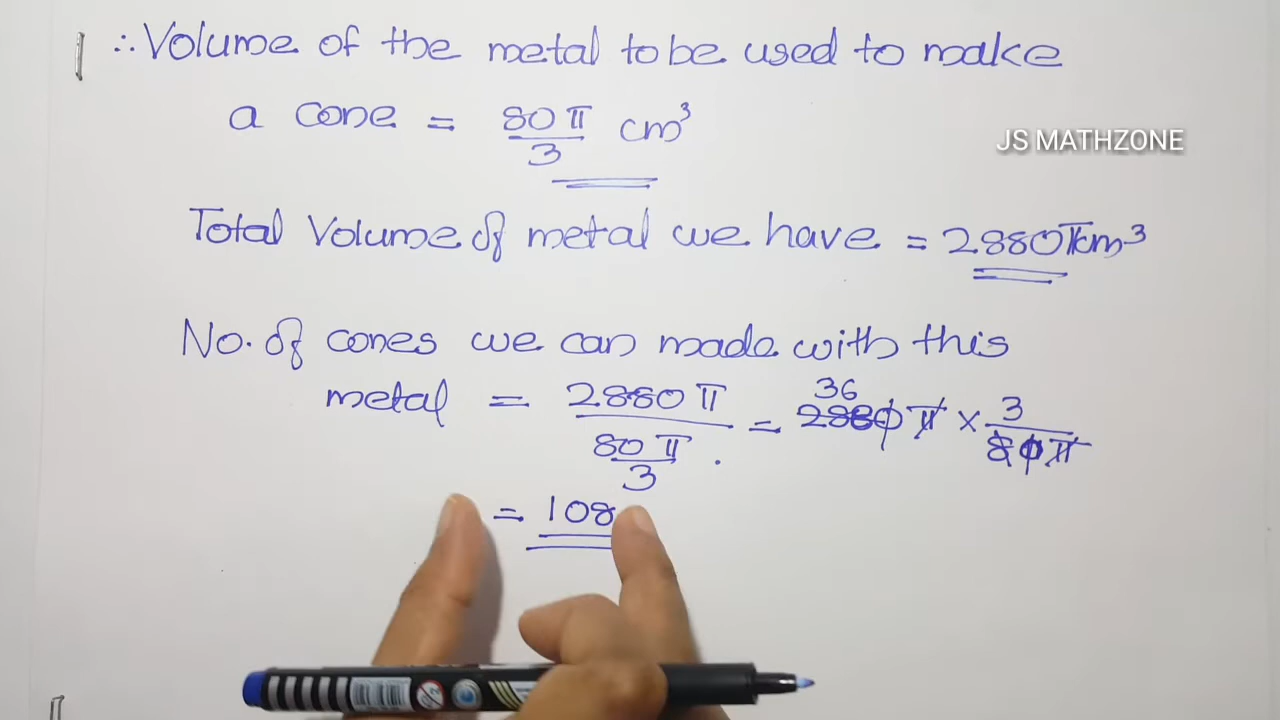 ∴ Volume of the metal to be used to make
a cone = 80π/3 cm³
JS MATHZONE
Total Volume of metal we have = 2880πcm³
No. of cones we can made with this
metal = 2880π / (80π/3) = 2880π × 3/80π
36
= 108